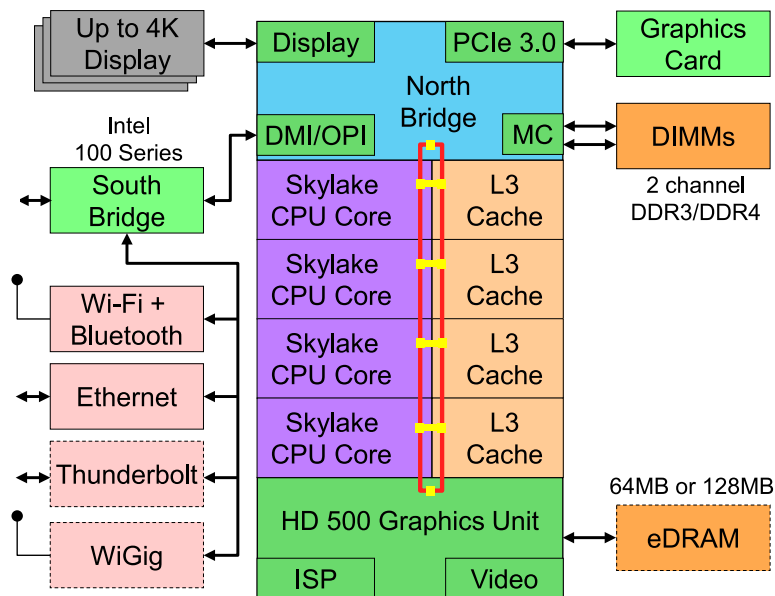 Up to 4K
Display
Display
PCIe 3.0
Graphics
Card
North
Bridge
Intel
100 Series
DMI/OPI
MC
DIMMs
2 channel
DDR3/DDR4
South
Bridge
Skylake
CPU Core
L3
Cache
Skylake
CPU Core
L3
Cache
Skylake
CPU Core
L3
Cache
Skylake
CPU Core
L3
Cache
Wi-Fi +
Bluetooth
Ethernet
Thunderbolt
WiGig
HD 500 Graphics Unit
ISP
Video
64MB or 128MB
eDRAM